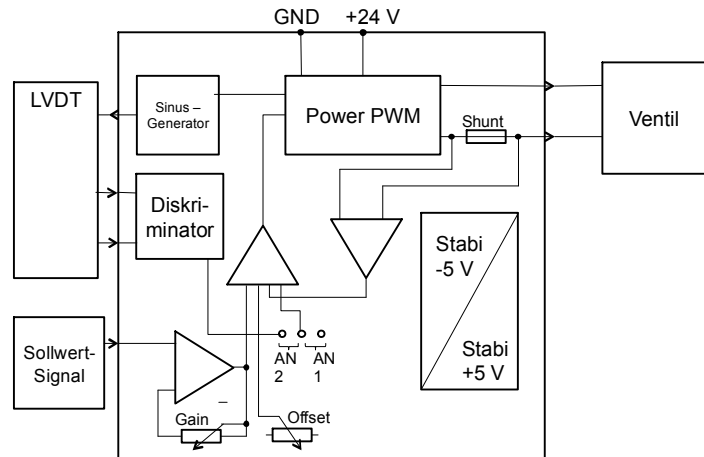 GND +24 V
LVDT
Sinus –
Generator
Power PWM
Shunt
Ventil
Diskri-
minator
Stabi
-5 V
Stabi
+5 V
Sollwert-
Signal
AN
2
AN
1
–
Gain
Offset